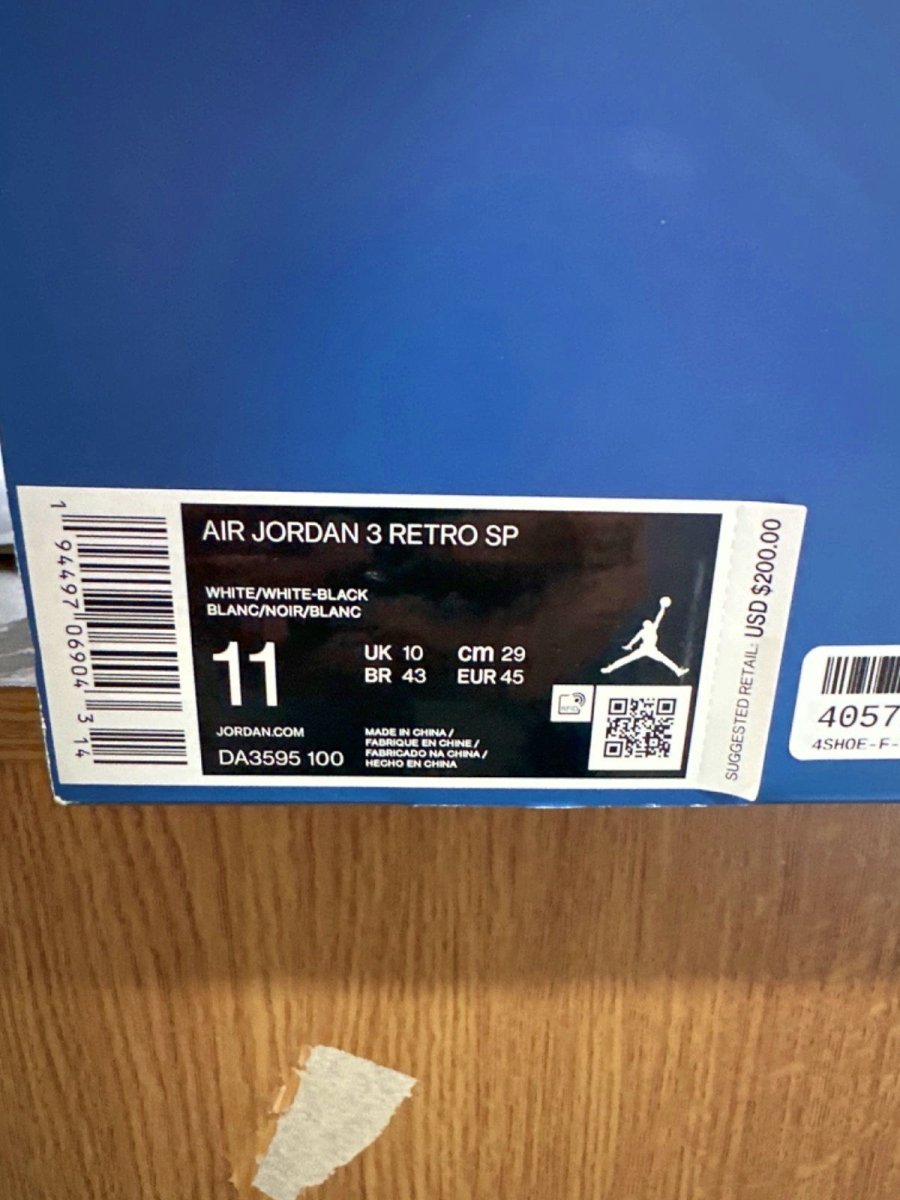 1 94497 06904 3 14
AIR JORDAN 3 RETRO SP
WHITE/WHITE-BLACK
BLANC/NOIR/BLANC
11
UK 10 cm 29
BR 43 EUR 45
JORDAN.COM
DA3595 100
MADE IN CHINA /
FABRIQUE EN CHINE /
FABRICADO NA CHINA /
HECHO EN CHINA
RFID
SUGGESTED RETAIL: USD $200.00
4057
4SHOE-F-